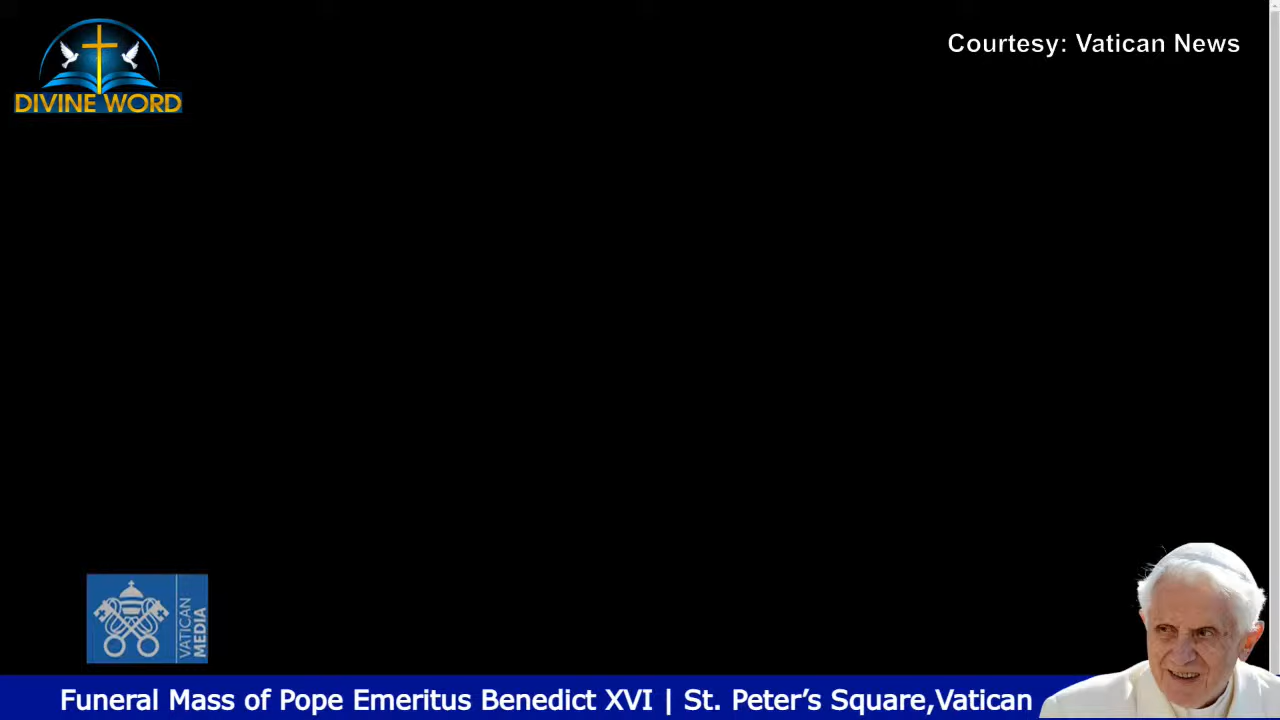 Courtesy: Vatican News
DIVINE WORD
VATICAN
MEDIA
Funeral Mass of Pope Emeritus Benedict XVI | St. Peter’s Square,Vatican